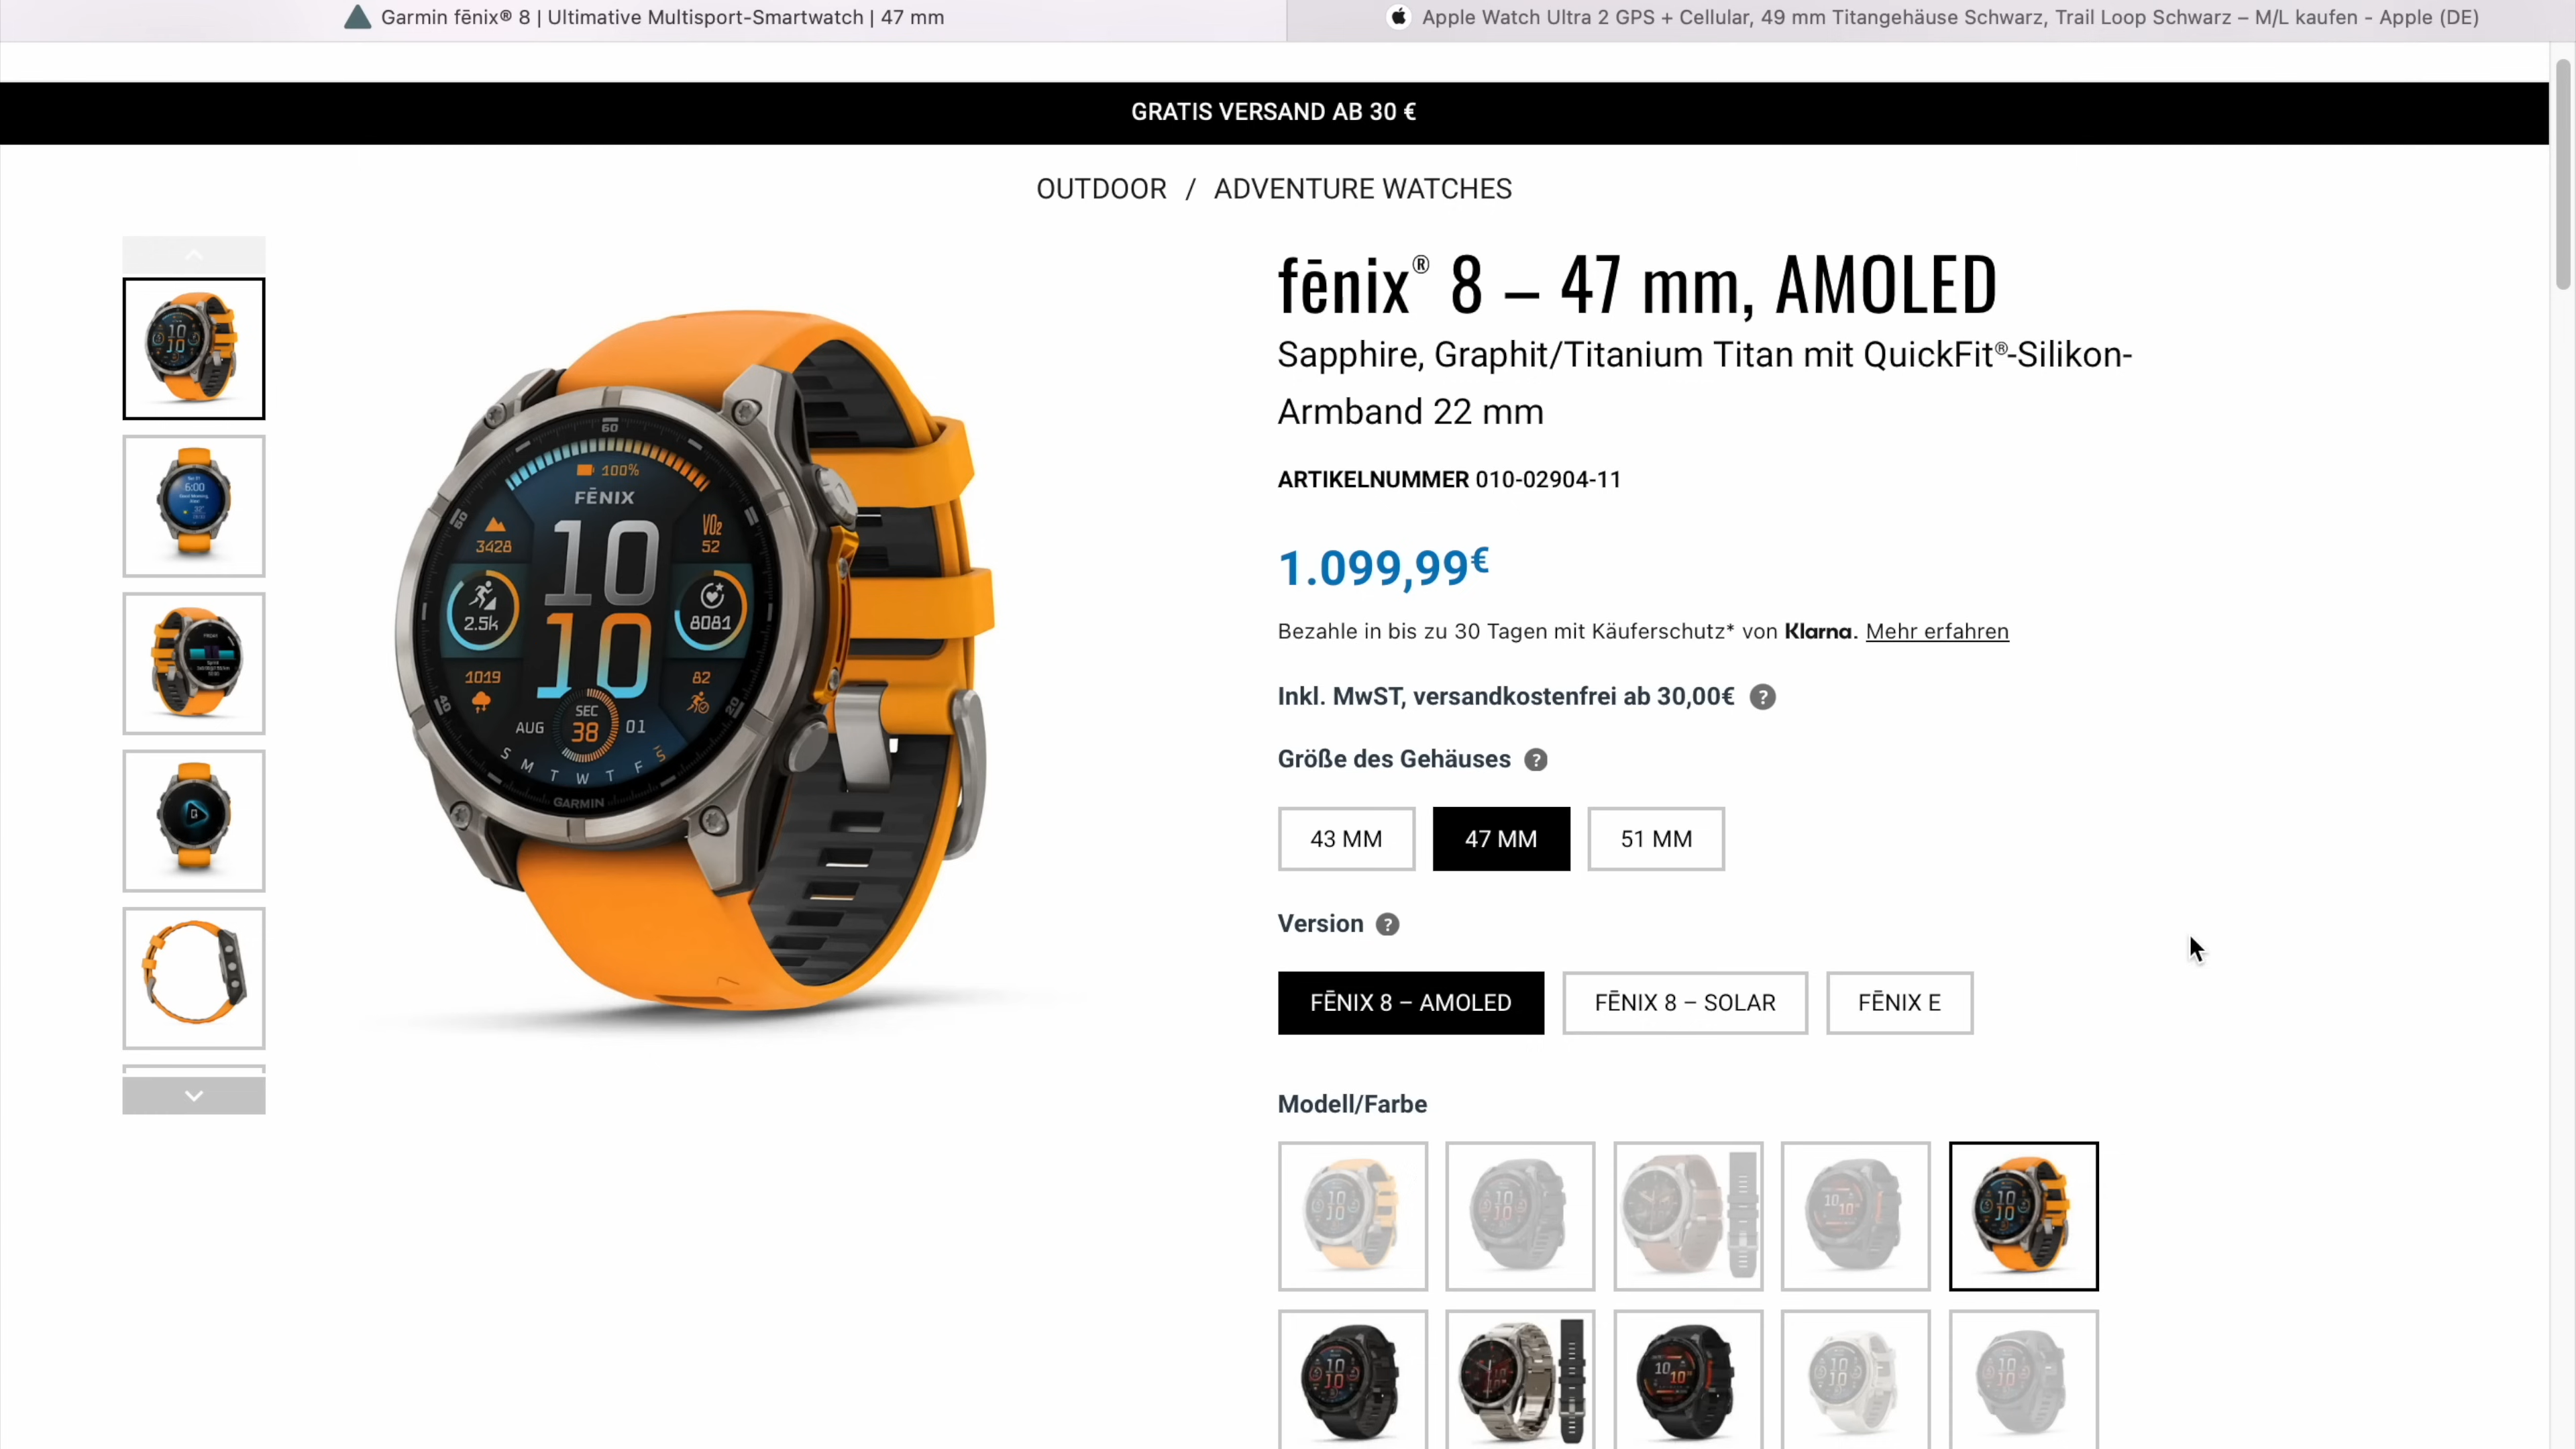 Garmin fēnix® 8 | Ultimative Multisport-Smartwatch | 47 mm
Apple Watch Ultra 2 GPS + Cellular, 49 mm Titangehäuse Schwarz, Trail Loop Schwarz – M/L kaufen - Apple (DE)
GRATIS VERSAND AB 30 €
OUTDOOR / ADVENTURE WATCHES
fēnix® 8 – 47 mm, AMOLED
Sapphire, Graphit/Titanium Titan mit QuickFit®-Silikon-
Armband 22 mm
ARTIKELNUMMER 010-02904-11
1.099,99€
Bezahle in bis zu 30 Tagen mit Käuferschutz* von Klarna. Mehr erfahren
Inkl. MwST, versandkostenfrei ab 30,00€ ?
Größe des Gehäuses ?
43 MM 47 MM 51 MM
Version ?
FĒNIX 8 – AMOLED FĒNIX 8 – SOLAR FĒNIX E
Modell/Farbe
60
100%
FĒNIX
3428 10 VO2 52
2.5k 10 8081
1019 82
SEC
AUG 38 01
S M T W T F S
GARMIN